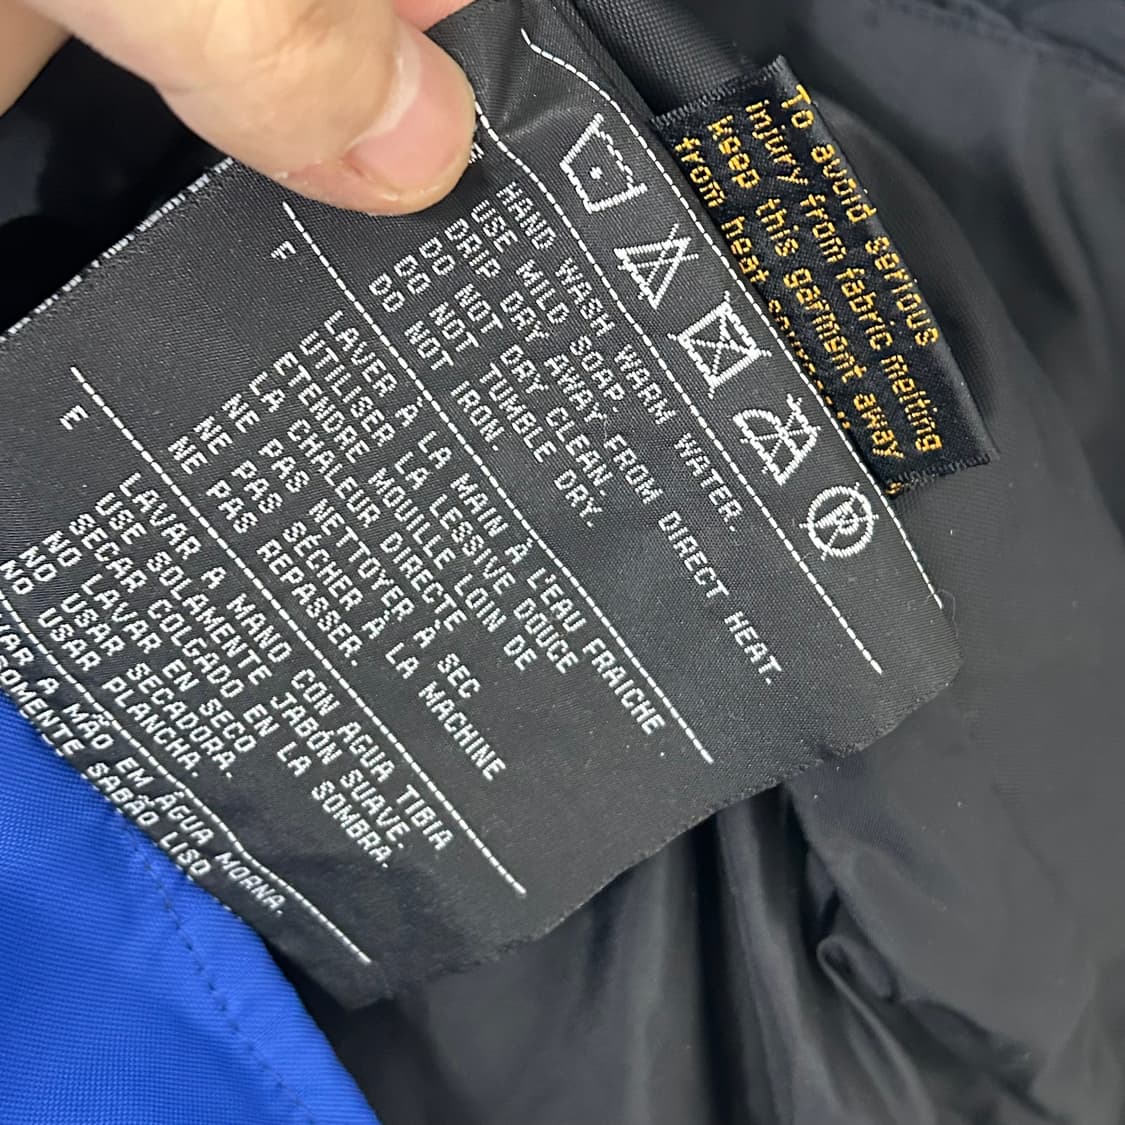 To avoid serious
injury from fabric melting
keep this garment away
from heat
HAND WASH WARM WATER.
USE MILD SOAP.
DRIP DRY AWAY FROM DIRECT HEAT.
DO NOT DRY CLEAN.
DO NOT TUMBLE DRY.
DO NOT IRON.
F
LAVER À LA MAIN À L'EAU FRAICHE
UTILISER LA LESSIVE DOUCE
ETENDRE MOUILLE LOIN DE
LA CHALEUR DIRECTE
NE PAS NETTOYER À SEC
NE PAS SÉCHER À LA MACHINE
NE PAS REPASSER.
E
LAVAR A MANO CON AGUA TIBIA
USE SOLAMENTE JABÓN SUAVE.
SECAR COLGADO EN LA SOMBRA.
NO LAVAR EN SECO
NO USAR SECADORA.
NO USAR PLANCHA.
A MÃO EM ÁGUA MORNA.
SOMENTE SABÃO LISO